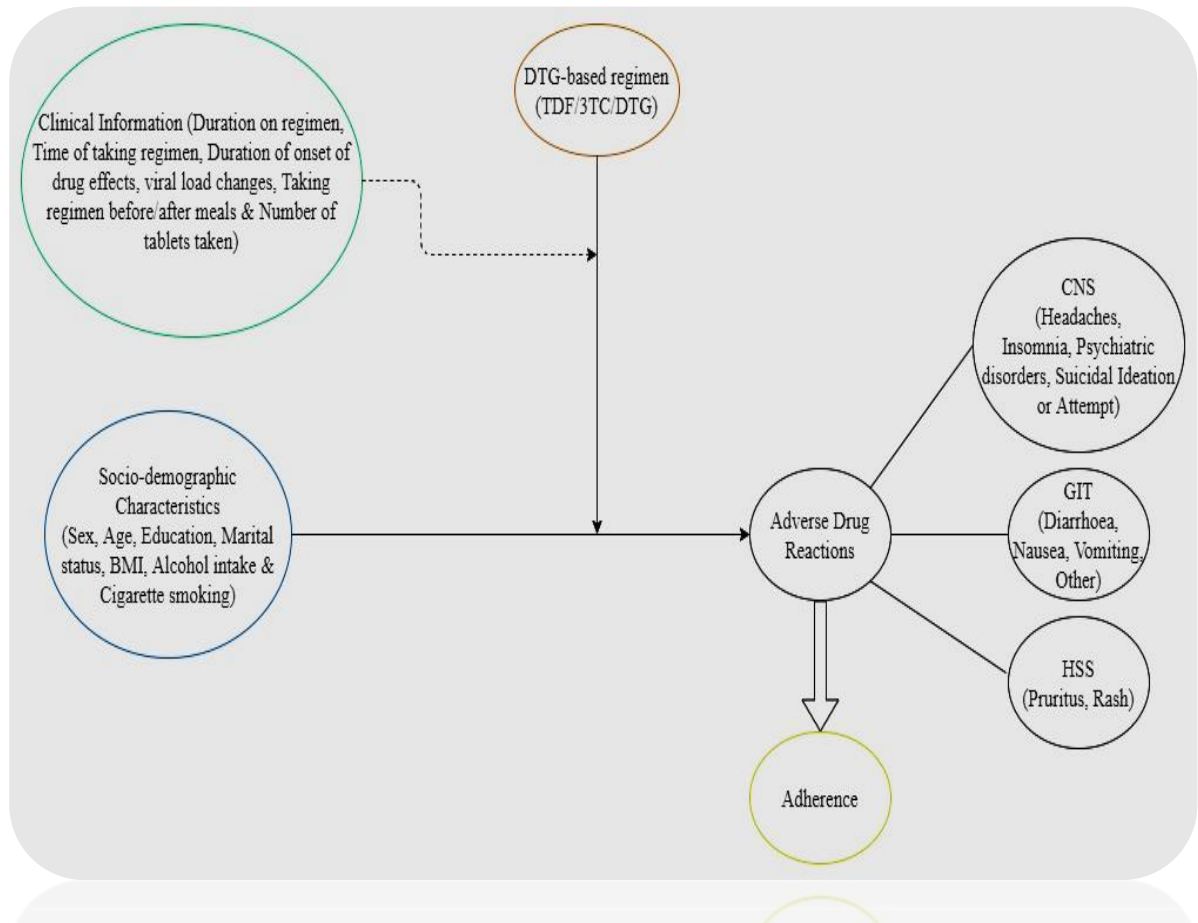 DTG-based regimen
(TDF/3TC/DTG)
Clinical Information (Duration on regimen,
Time of taking regimen, Duration of onset of
drug effects, viral load changes, Taking
regimen before/after meals & Number of
tablets taken)
CNS
(Headaches,
Insomnia, Psychiatric
disorders, Suicidal Ideation
or Attempt)
Socio-demographic
Characteristics
(Sex, Age, Education, Marital
status, BMI, Alcohol intake &
Cigarette smoking)
Adverse Drug
Reactions
GIT
(Diarrhoea,
Nausea, Vomiting,
Other)
HSS
(Pruritus, Rash)
Adherence